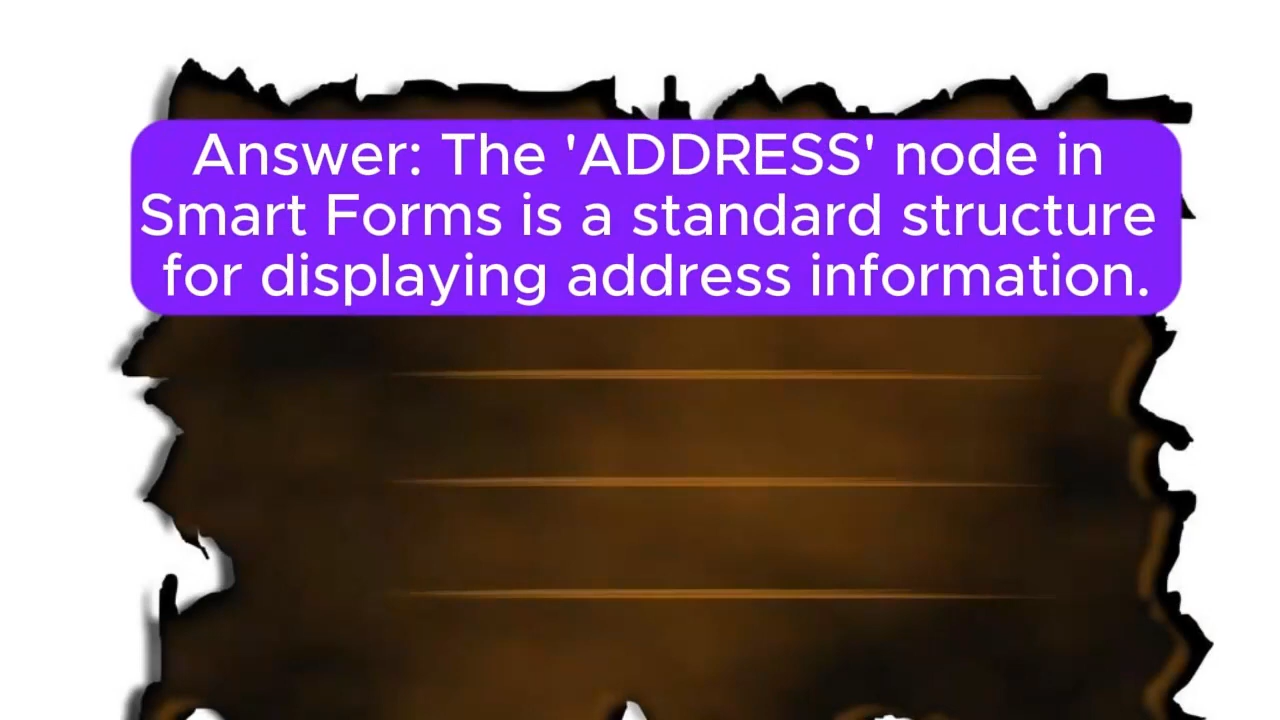 Answer: The 'ADDRESS' node in
Smart Forms is a standard structure
for displaying address information.